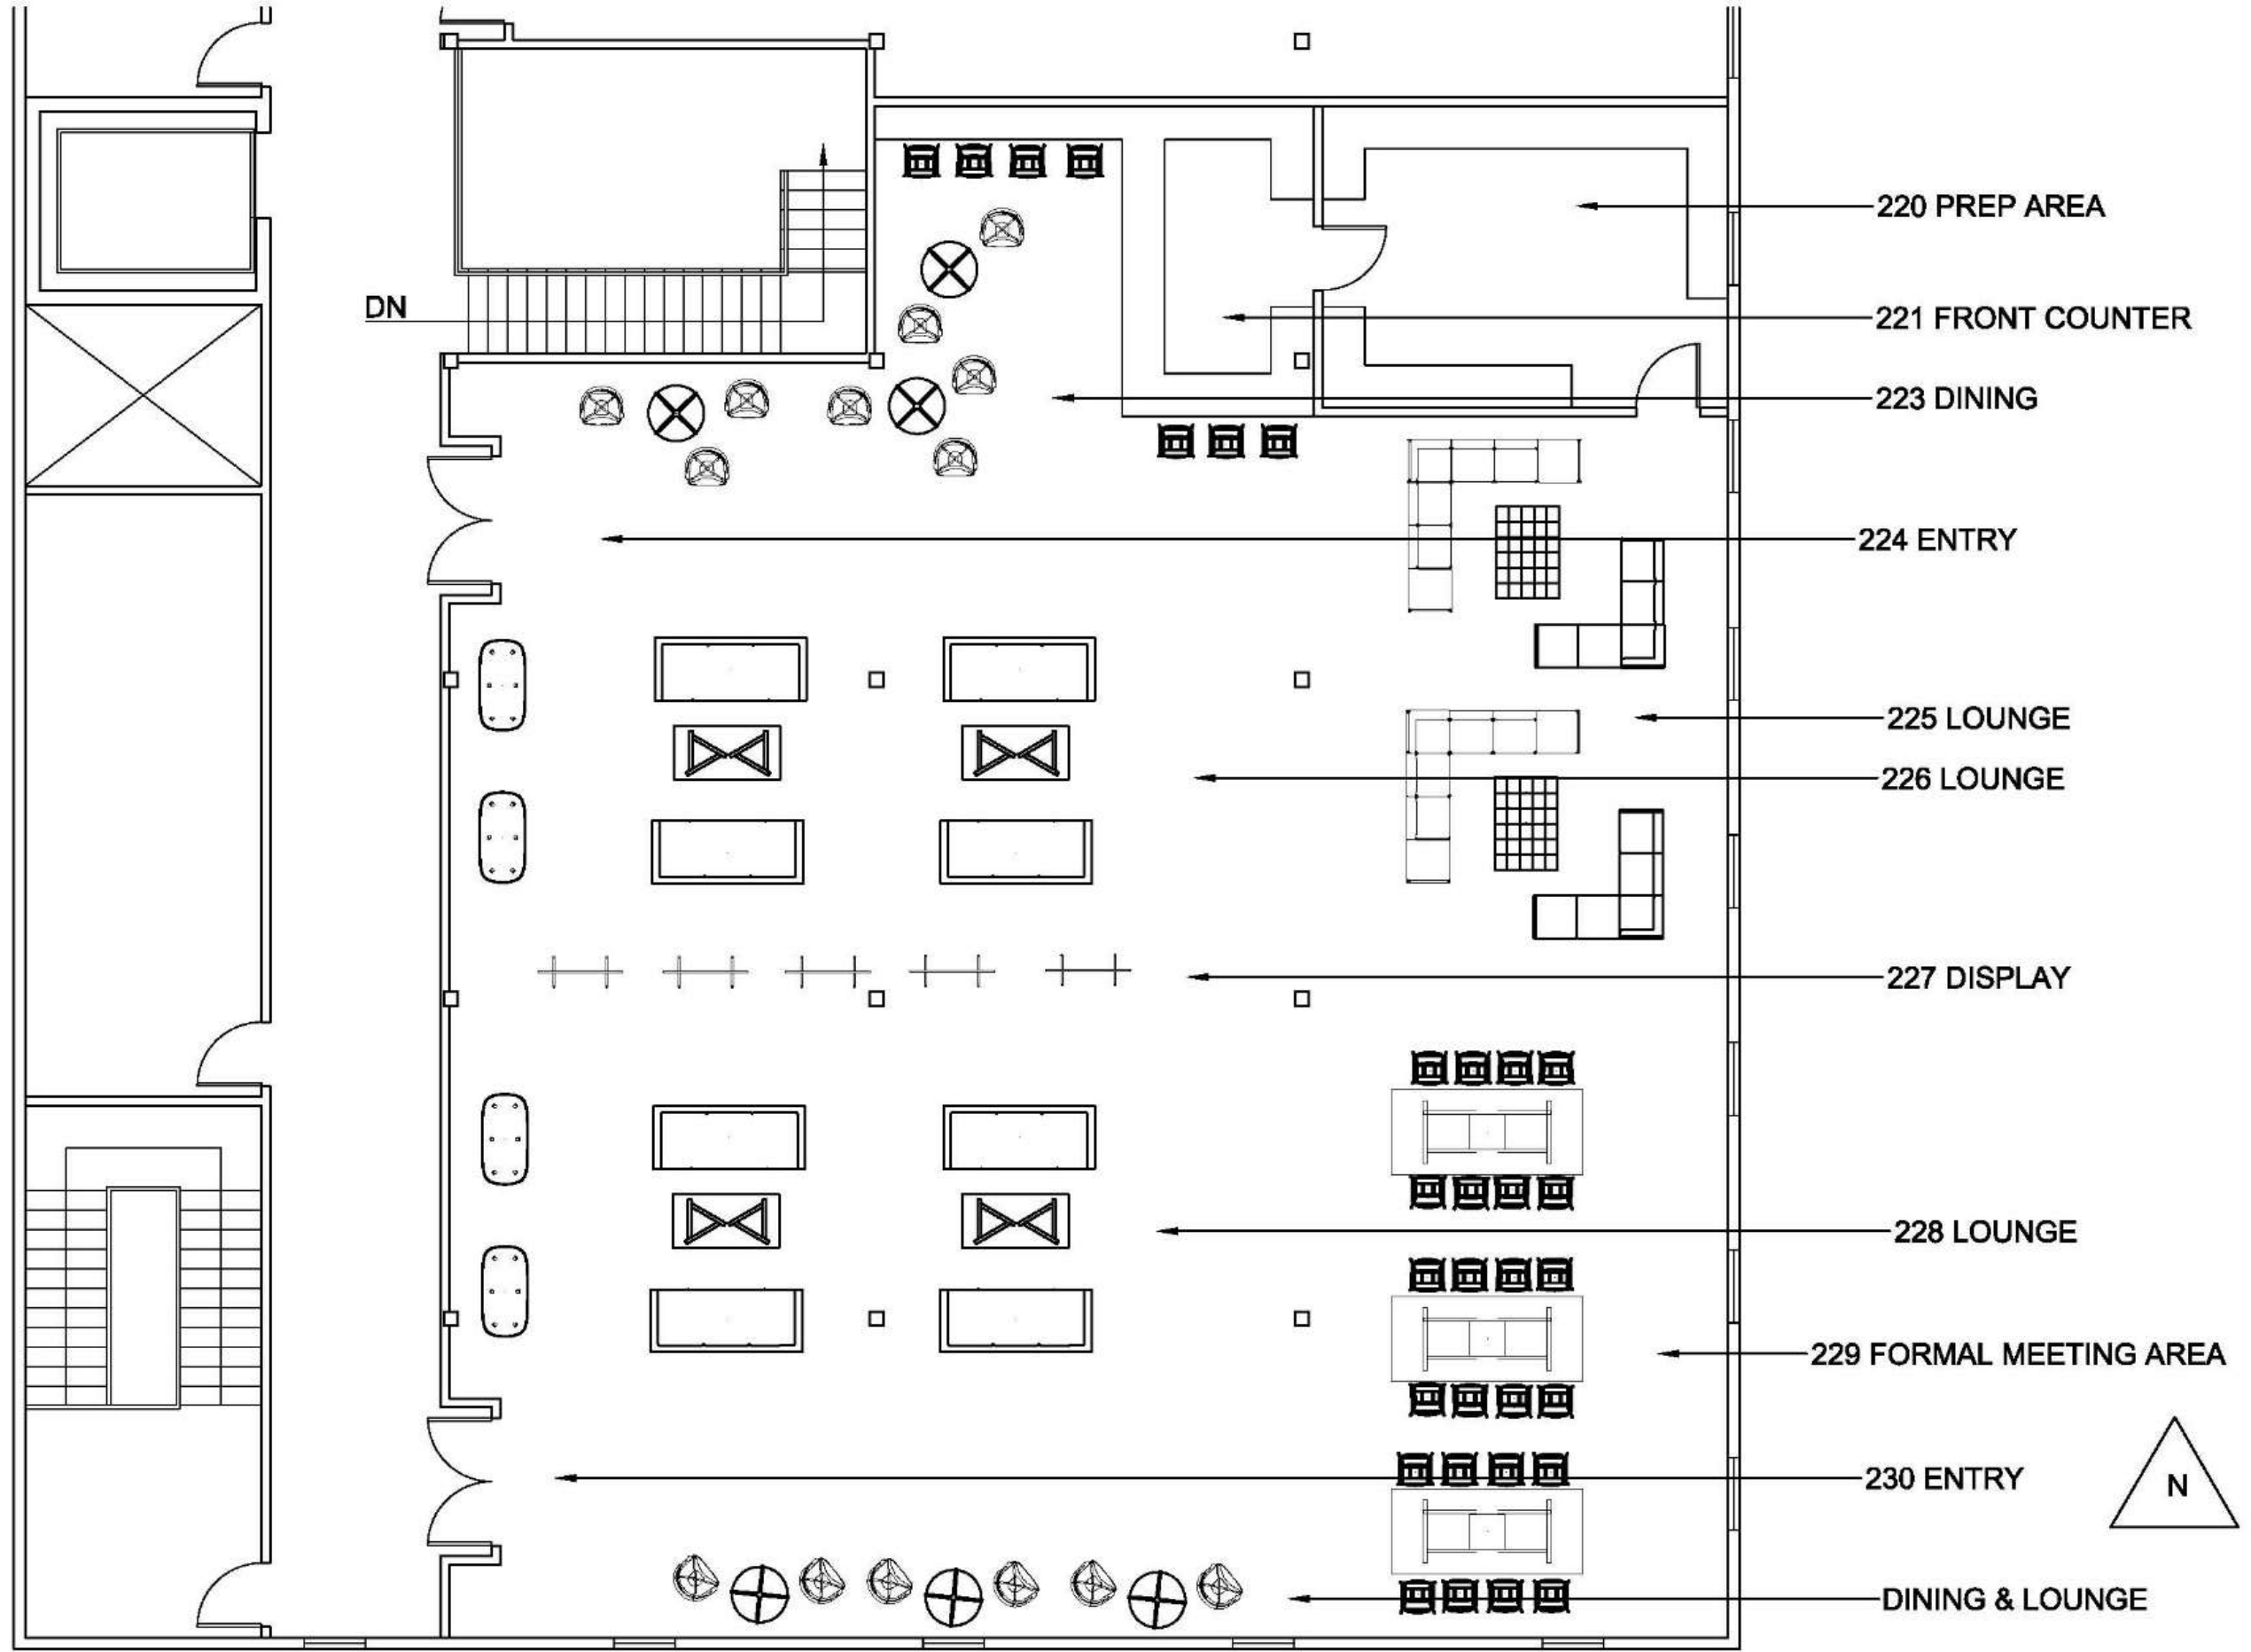 220 PREP AREA
DN
221 FRONT COUNTER
223 DINING
224 ENTRY
225 LOUNGE
226 LOUNGE
227 DISPLAY
228 LOUNGE
229 FORMAL MEETING AREA
230 ENTRY
N
DINING & LOUNGE